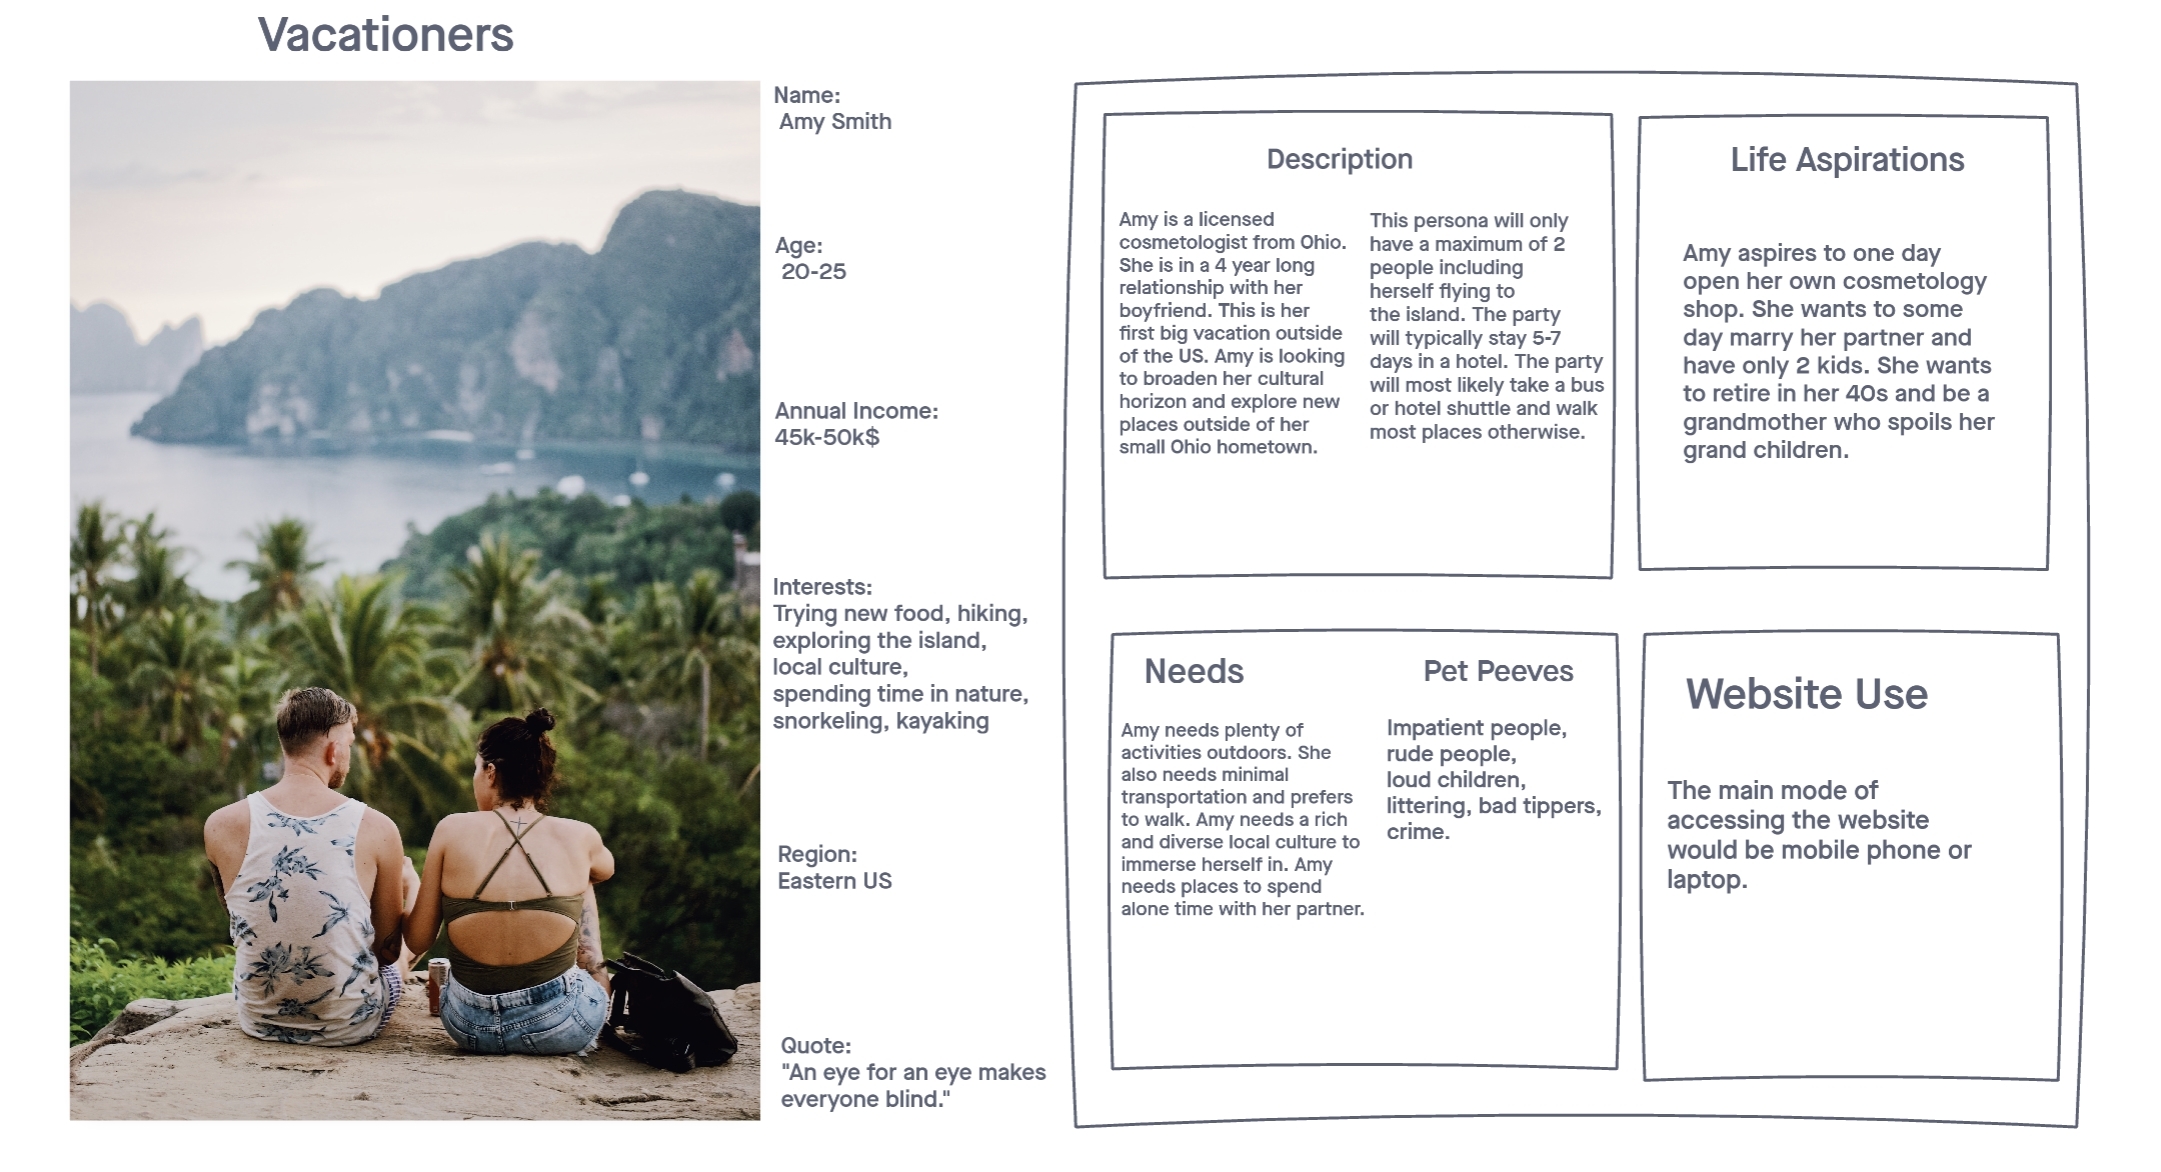 Vacationers
Name:
Amy Smith
Age:
20-25
Annual Income:
45k-50k$
Interests:
Trying new food, hiking,
exploring the island,
local culture,
spending time in nature,
snorkeling, kayaking
Region:
Eastern US
Quote:
"An eye for an eye makes
everyone blind."
Description
Amy is a licensed
cosmetologist from Ohio.
She is in a 4 year long
relationship with her
boyfriend. This is her
first big vacation outside
of the US. Amy is looking
to broaden her cultural
horizon and explore new
places outside of her
small Ohio hometown.
This persona will only
have a maximum of 2
people including
herself flying to
the island. The party
will typically stay 5-7
days in a hotel. The party
will most likely take a bus
or hotel shuttle and walk
most places otherwise.
Life Aspirations
Amy aspires to one day
open her own cosmetology
shop. She wants to some
day marry her partner and
have only 2 kids. She wants
to retire in her 40s and be a
grandmother who spoils her
grand children.
Needs
Amy needs plenty of
activities outdoors. She
also needs minimal
transportation and prefers
to walk. Amy needs a rich
and diverse local culture to
immerse herself in. Amy
needs places to spend
alone time with her partner.
Pet Peeves
Impatient people,
rude people,
loud children,
littering, bad tippers,
crime.
Website Use
The main mode of
accessing the website
would be mobile phone or
laptop.